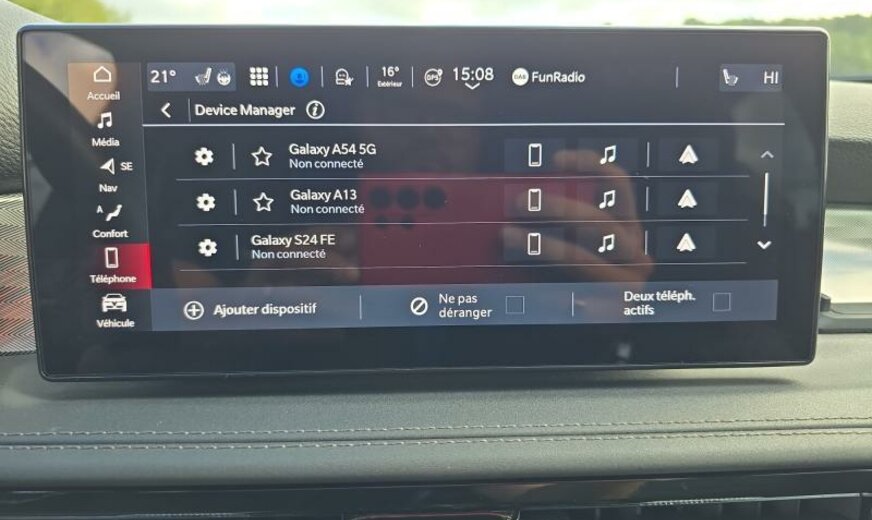 21°
16°
Extérieur
GPS
15:08
DAB
FunRadio
HI
Accueil
Média
SE
Nav
A
Confort
Téléphone
Véhicule
Device Manager
Galaxy A54 5G
Non connecté
Galaxy A13
Non connecté
Galaxy S24 FE
Non connecté
Ajouter dispositif
Ne pas
déranger
Deux téléph.
actifs